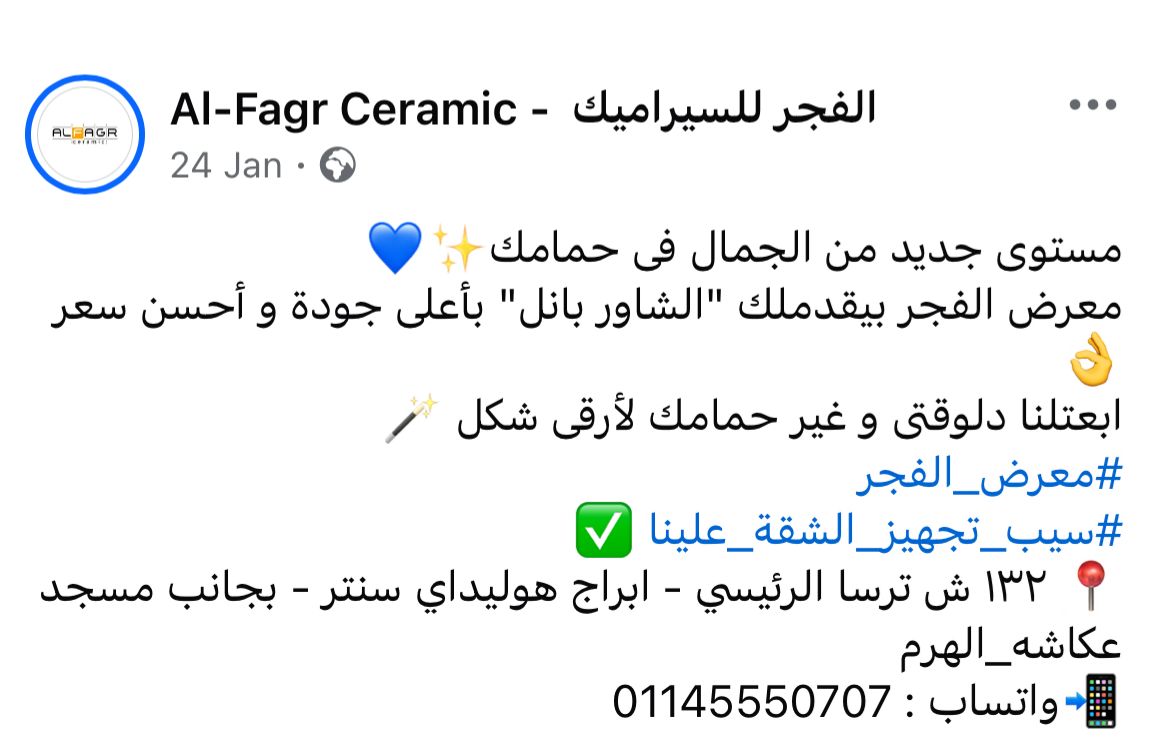 ALFAGR
ceramic
Al-Fagr Ceramic - الفجر للسيراميك
24 Jan ·
مستوى جديد من الجمال فى حمامك✨💙
معرض الفجر بيقدملك "الشاور بانل" بأعلى جودة و أحسن سعر
👌
ابعتلنا دلوقتى و غير حمامك لأرقى شكل 🪄
#معرض_الفجر
#سيب_تجهيز_الشقة_علينا ✅
📍 ١٣٢ ش ترسا الرئيسي - ابراج هوليداي سنتر - بجانب مسجد
عكاشه_الهرم
📲واتساب : 01145550707